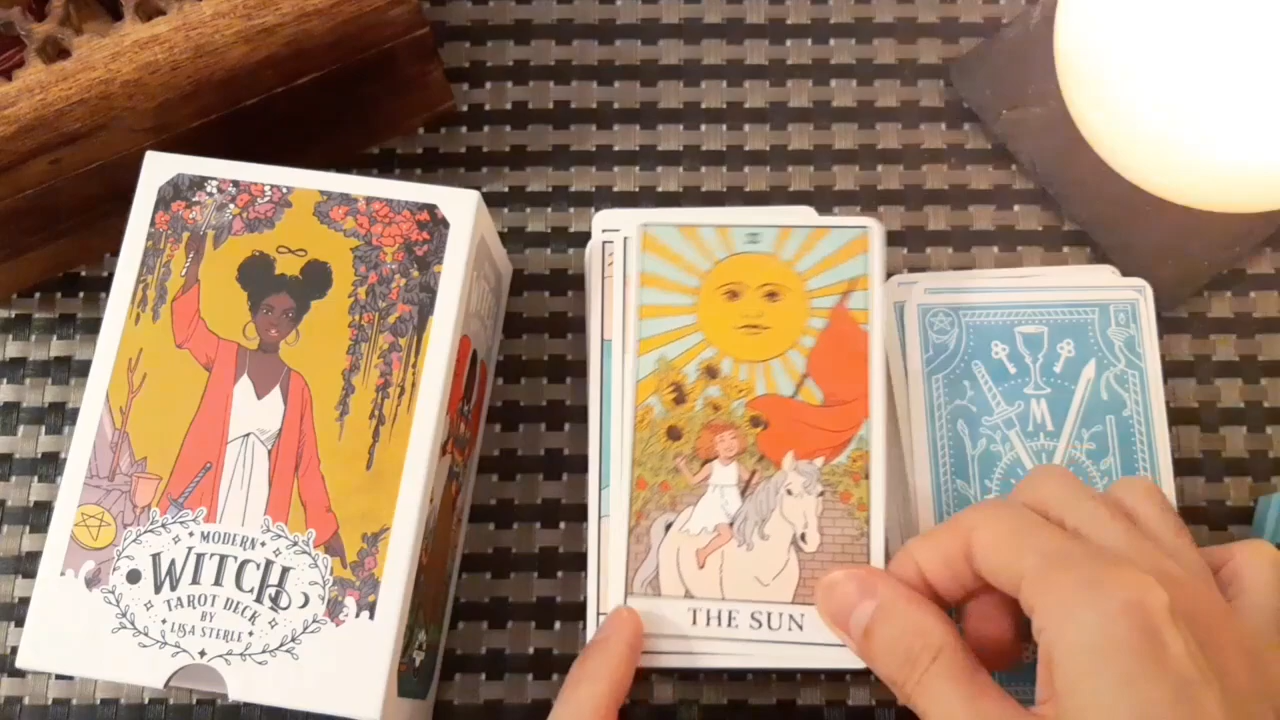 MODERN
WITCH
TAROT DECK
BY
LISA STERLE
THE SUN
M